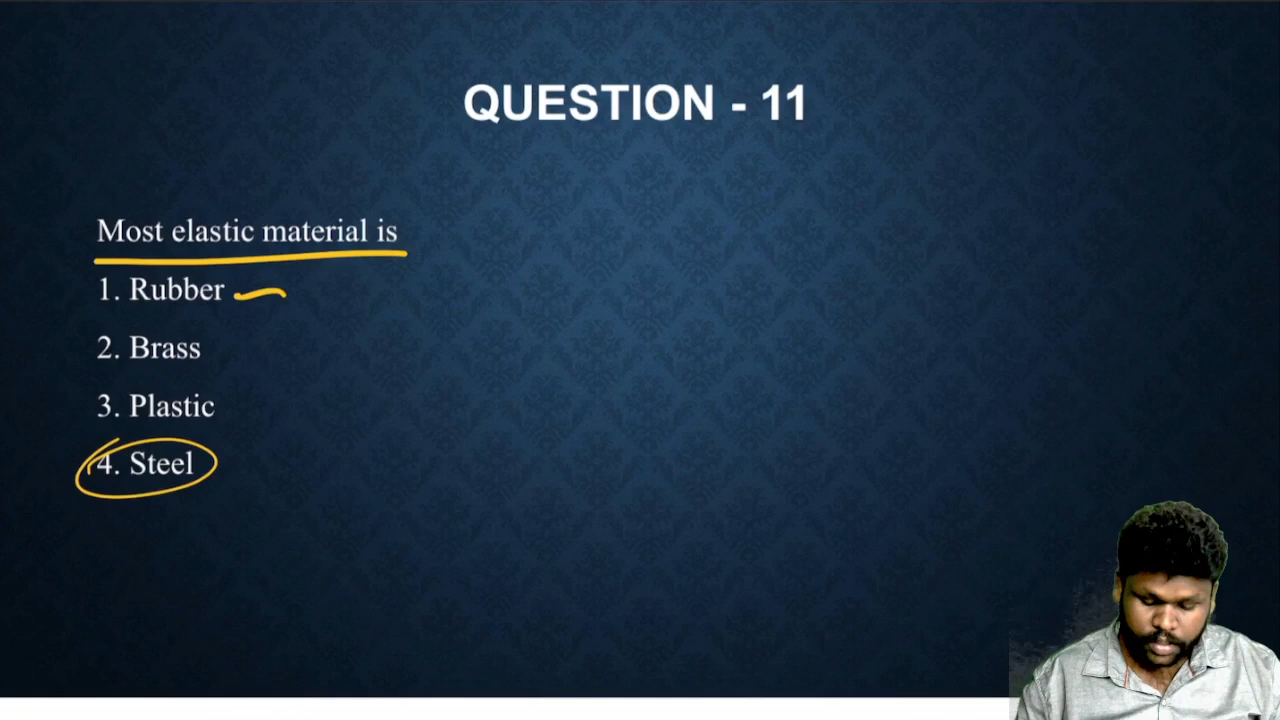 QUESTION - 11
Most elastic material is
1. Rubber
2. Brass
3. Plastic
4. Steel